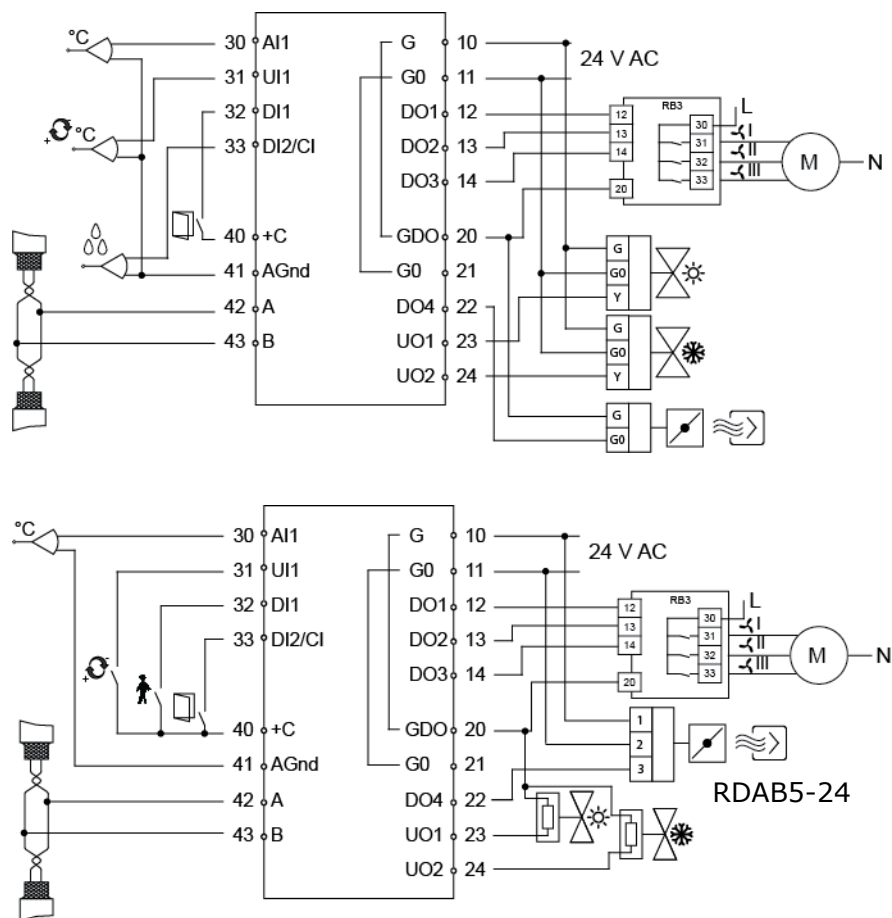 °C 30 AI1 G 10 24 V AC
31 UI1 G0 11
+ - °C 32 DI1 DO1 12 12 RB3 30 L
33 DI2/CI DO2 13 13 31 I
DO3 14 14 32 II M N
33 III
20
40 +C GDO 20 G
41 AGnd G0 21 G0
42 A DO4 22 Y
43 B UO1 23 G
UO2 24 G0
Y
G
G0
°C 30 AI1 G 10 24 V AC
31 UI1 G0 11
32 DI1 DO1 12 12 RB3 30 L
33 DI2/CI DO2 13 13 31 I
+ - DO3 14 14 32 II M N
33 III
20
40 +C GDO 20 1
41 AGnd G0 21 2
42 A DO4 22 3
RDAB5-24
43 B UO1 23
UO2 24